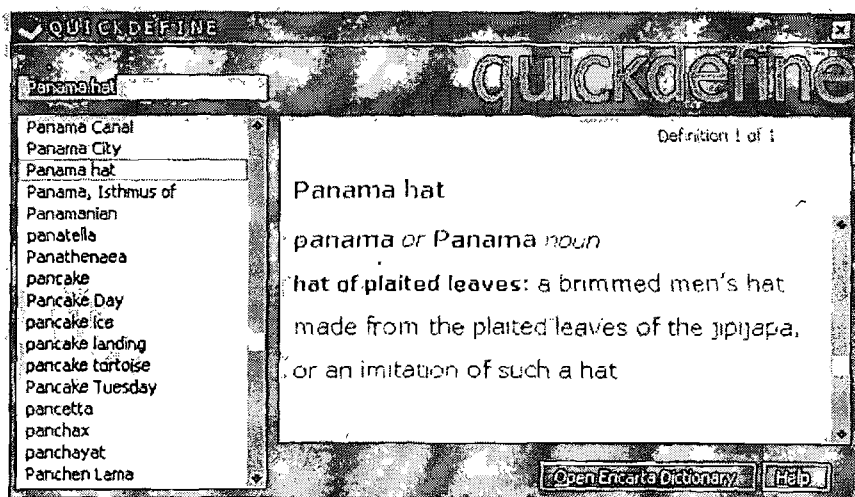 QUICKDEFINE
quickdefine
Panama hat
Panama Canal
Panama City
Panama hat
Panama, Isthmus of
Panamanian
panatella
Panathenaea
pancake
Pancake Day
pancake ice
pancake landing
pancake tortoise
Pancake Tuesday
pancetta
panchax
panchayat
Panchen Lama
Definition 1 of 1
Panama hat
panama or Panama noun
hat of plaited leaves: a brimmed men's hat
made from the plaited leaves of the jipijapa,
or an imitation of such a hat
Open Encarta Dictionary
Help